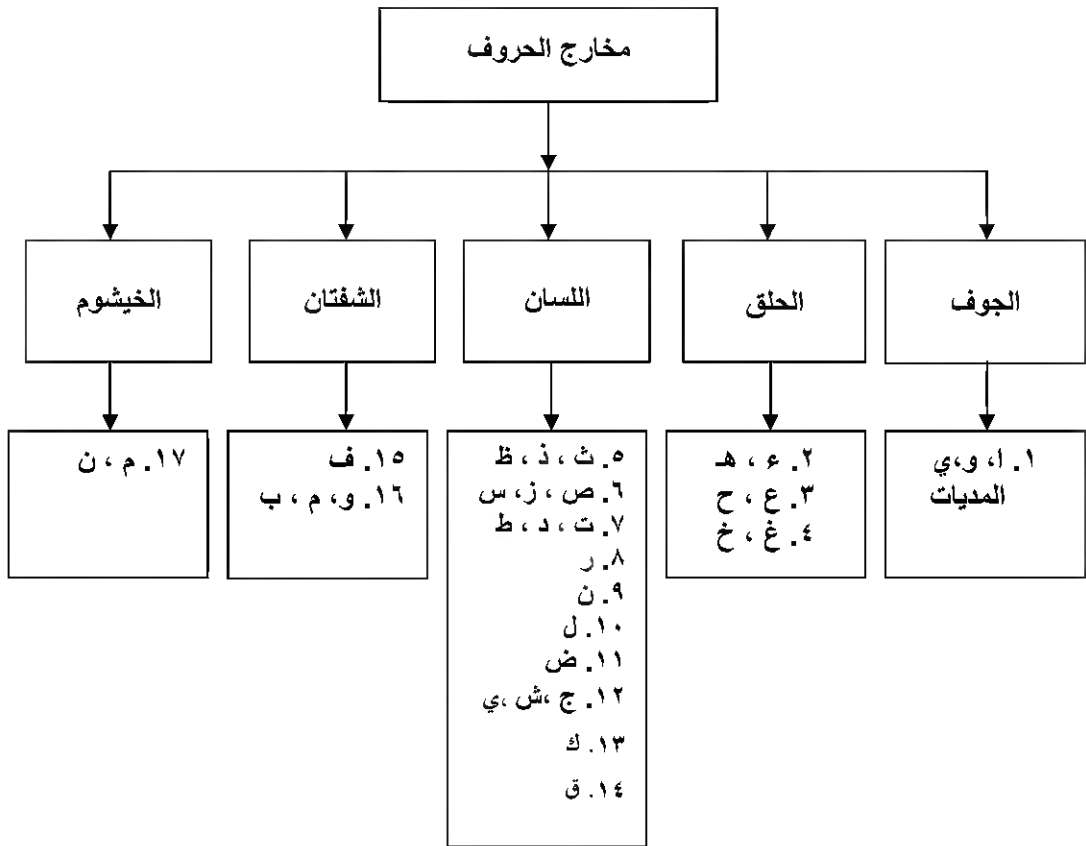 مخارج الحروف
الجوف
الحلق
اللسان
الشفتان
الخيشوم
١. ا، و،ي
المديات
٢. ء ، هـ
٣. ع ، ح
٤. غ ، خ
٥. ث ، ذ ، ظ
٦. ص ، ز، س
٧. ت ، د ، ط
٨. ر
٩. ن
١٠. ل
١١. ض
١٢. ج ،ش ،ي
١٣. ك
١٤. ق
١٥. ف
١٦. و، م ، ب
١٧. م ، ن